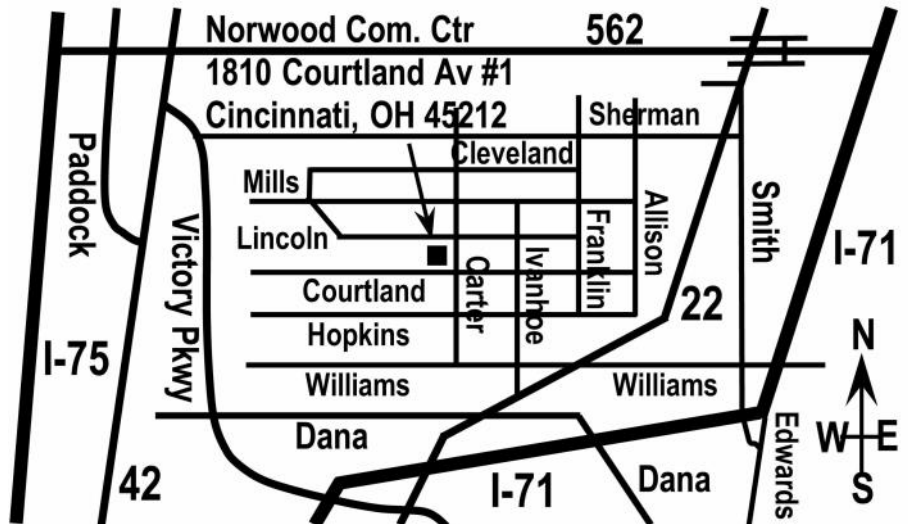 Norwood Com. Ctr
562
1810 Courtland Av #1
Cincinnati, OH 45212
Sherman
Cleveland
Paddock
Mills
Victory Pkwy
Lincoln
Carter
Ivanhoe
Franklin
Allison
Smith
I-71
Courtland
22
Hopkins
N
I-75
Williams
Williams
Dana
Edwards
W E
42
I-71
Dana
S